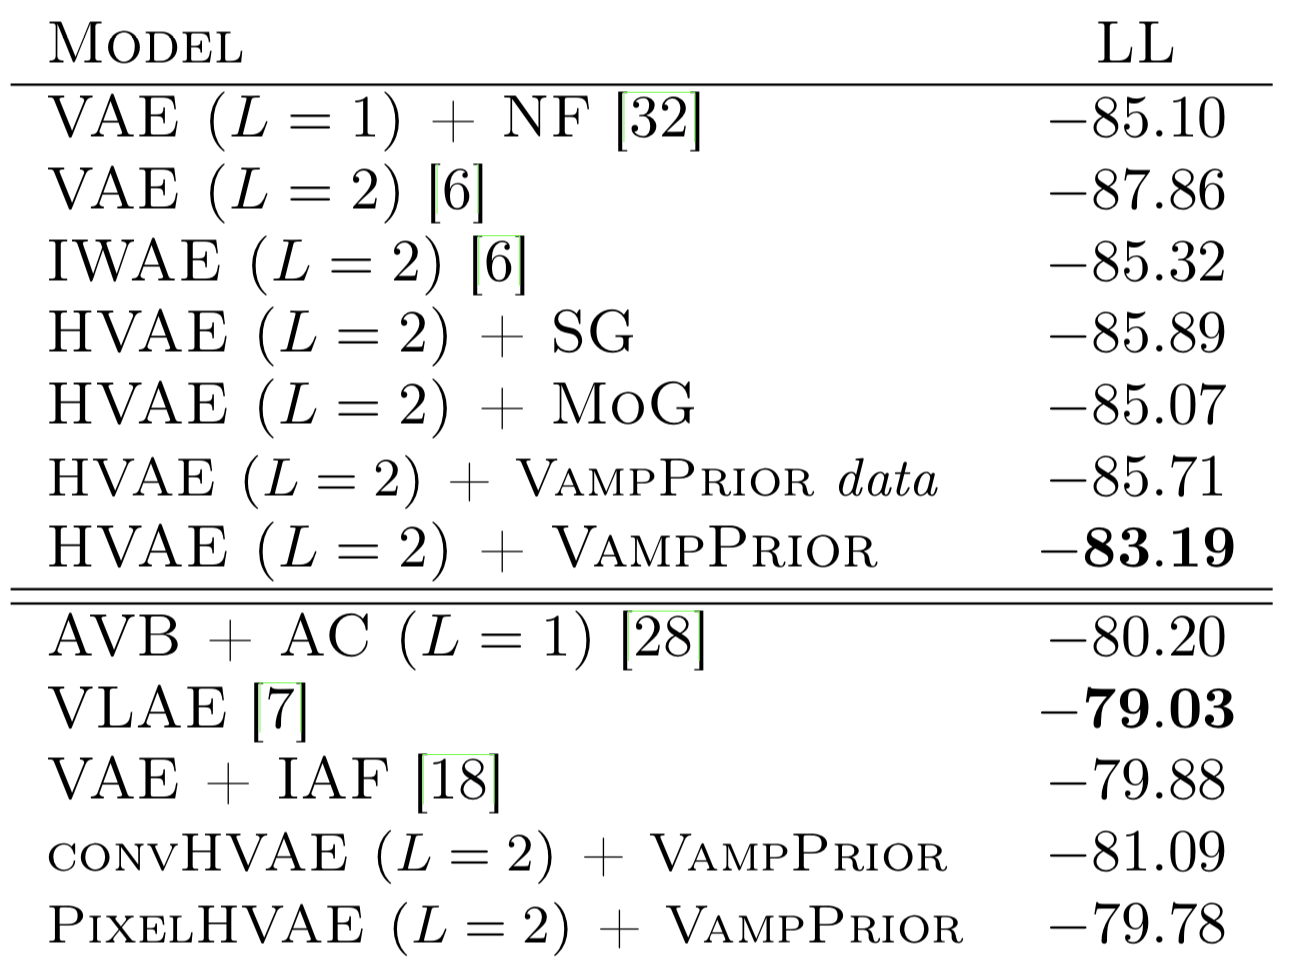 MODEL LL
VAE (L = 1) + NF [32] −85.10
VAE (L = 2) [6] −87.86
IWAE (L = 2) [6] −85.32
HVAE (L = 2) + SG −85.89
HVAE (L = 2) + MoG −85.07
HVAE (L = 2) + VampPrior data −85.71
HVAE (L = 2) + VampPrior −83.19
AVB + AC (L = 1) [28] −80.20
VLAE [7] −79.03
VAE + IAF [18] −79.88
convHVAE (L = 2) + VampPrior −81.09
PixelHVAE (L = 2) + VampPrior −79.78